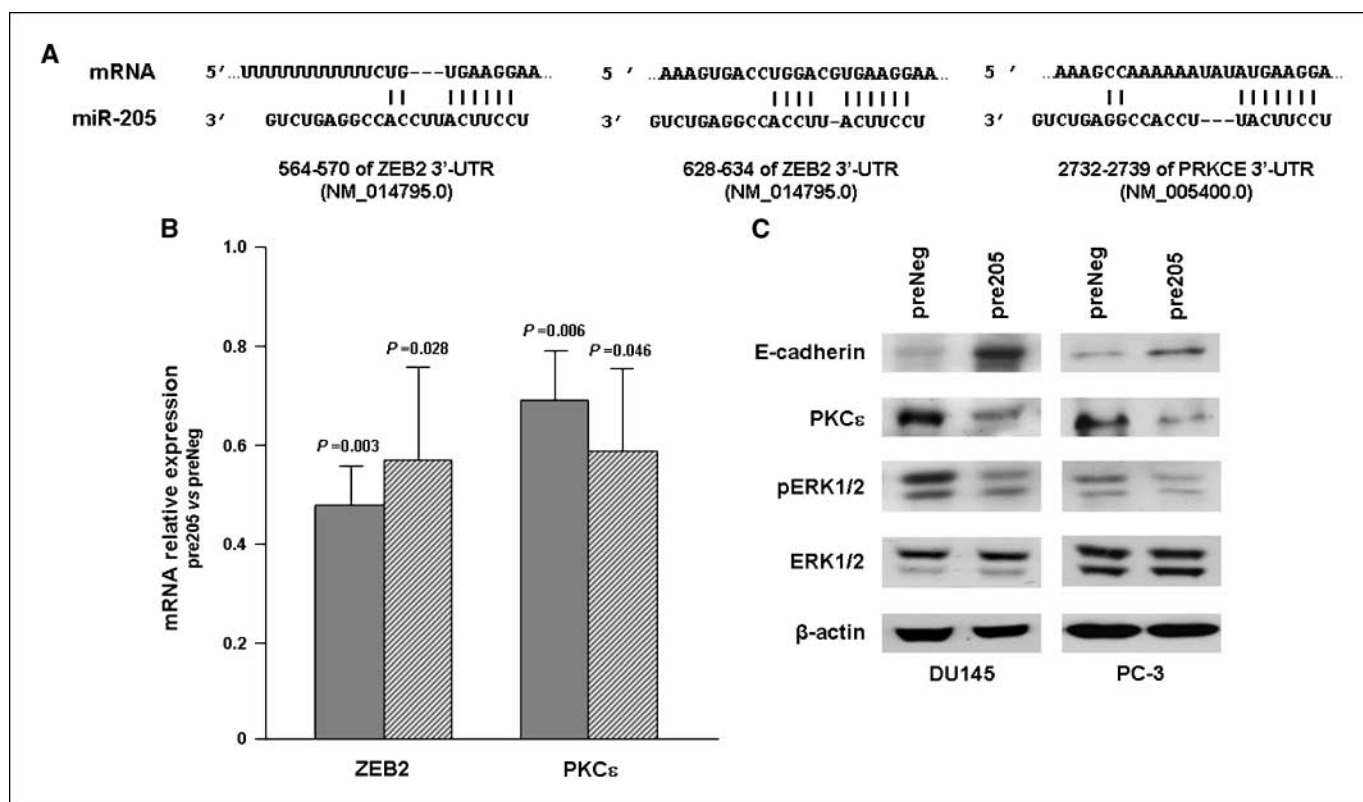 A
mRNA 5′ …UUUUUUUUUUUCUG---UGAAGGAA…
miR-205 3′ GUCUGAGGCCACCUUACUUCCU
564-570 of ZEB2 3'-UTR
(NM_014795.0)
5 ′ …AAAGUGACCUGGACGUGAAGGAA…
3′ GUCUGAGGCCACCUU-ACUUCCU
628-634 of ZEB2 3'-UTR
(NM_014795.0)
5 ′ …AAAGCCAAAAAAUAUAUGAAGGA…
3′ GUCUGAGGCCACCU---UACUUCCU
2732-2739 of PRKCE 3'-UTR
(NM_005400.0)
B
mRNA relative expression
pre205 vs preNeg
1.0
0.8
0.6
0.4
0.2
0
P=0.003
P=0.028
P=0.006
P=0.046
ZEB2
PKCε
C
preNeg pre205 preNeg pre205
E-cadherin
PKCε
pERK1/2
ERK1/2
β-actin
DU145 PC-3